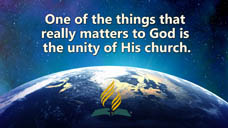 One of the things that
really matters to God is
the unity of His church.